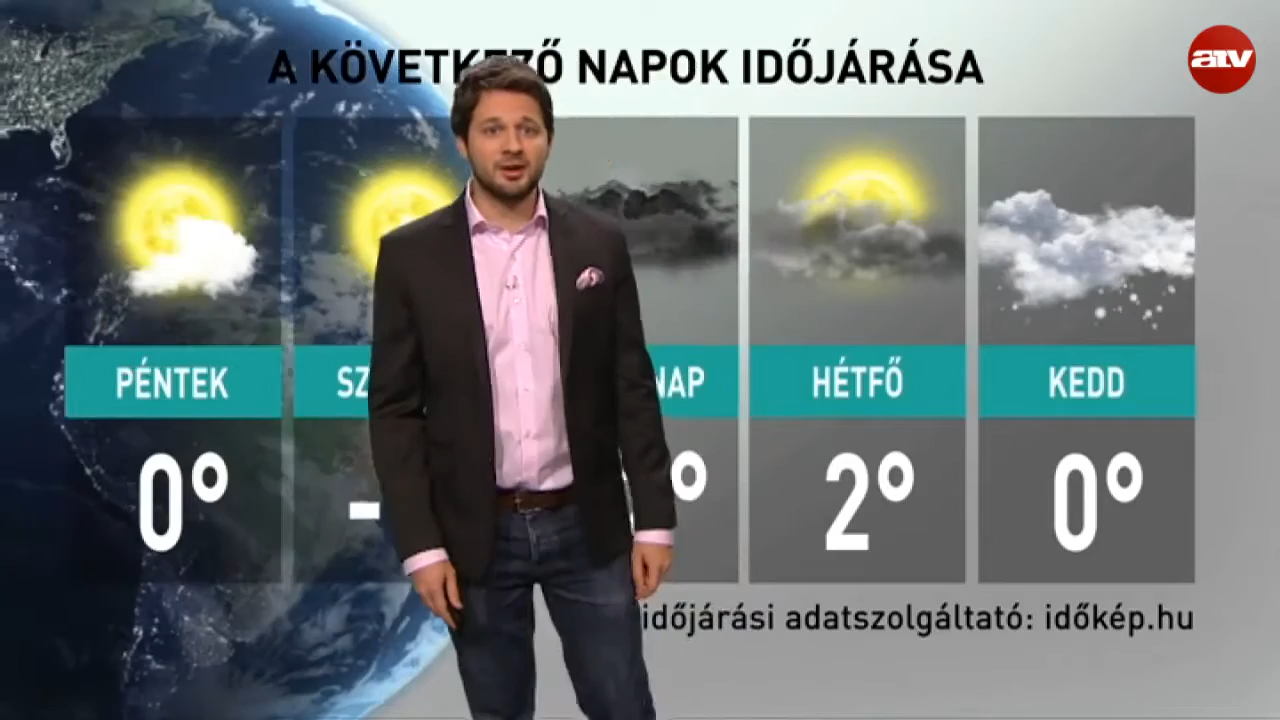 A KÖVETKEZŐ NAPOK IDŐJÁRÁSA
atv
PÉNTEK
HÉTFŐ
KEDD
0°
2°
0°
időjárási adatszolgáltató: időkép.hu